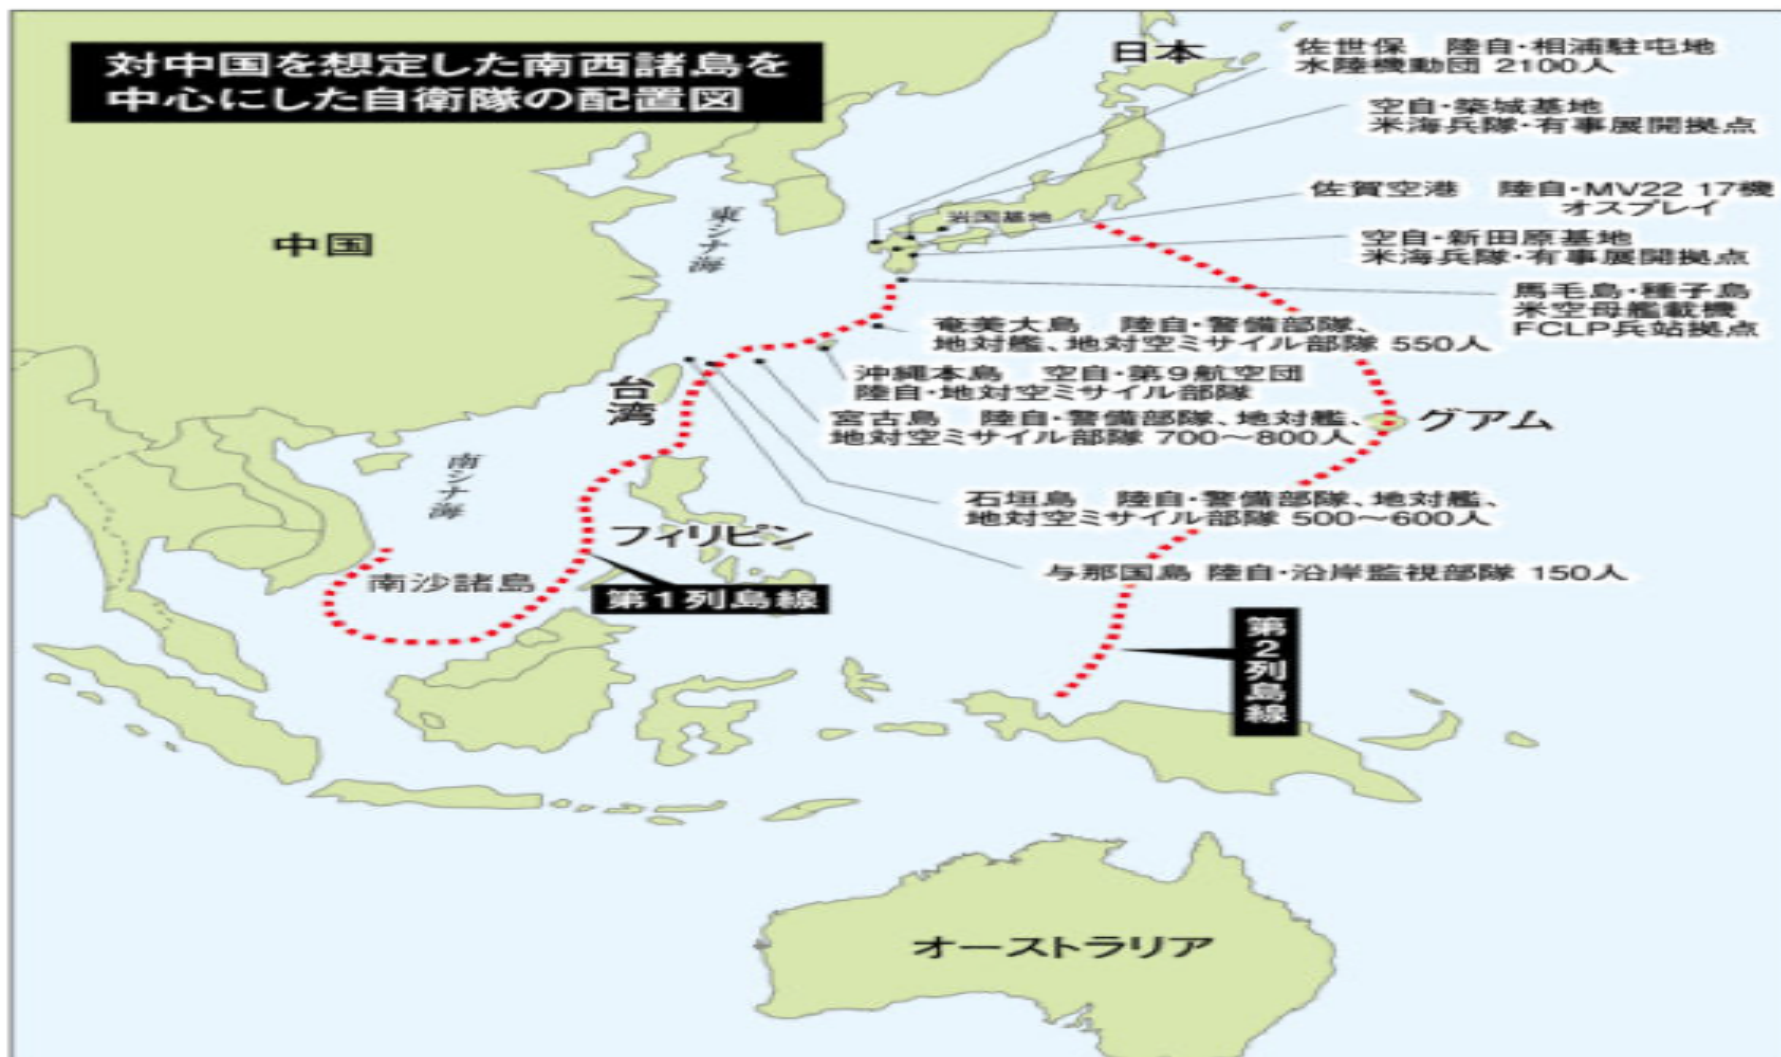 対中国を想定した南西諸島を
中心にした自衛隊の配置図
日本
佐世保　陸自・相浦駐屯地
水陸機動団 2100人
空自・築城基地
米海兵隊・有事展開拠点
佐賀空港　陸自・MV22 17機
オスプレイ
岩国基地
空自・新田原基地
米海兵隊・有事展開拠点
馬毛島・種子島
米空母艦載機
FCLP兵站拠点
中国
東シナ海
奄美大島　陸自・警備部隊、
地対艦、地対空ミサイル部隊 550人
沖縄本島　空自・第9航空団
陸自・地対空ミサイル部隊
台湾
宮古島　陸自・警備部隊、地対艦、
地対空ミサイル部隊 700〜800人
グアム
南シナ海
石垣島　陸自・警備部隊、地対艦、
地対空ミサイル部隊 500〜600人
フィリピン
与那国島 陸自・沿岸監視部隊 150人
南沙諸島
第1列島線
第2列島線
オーストラリア